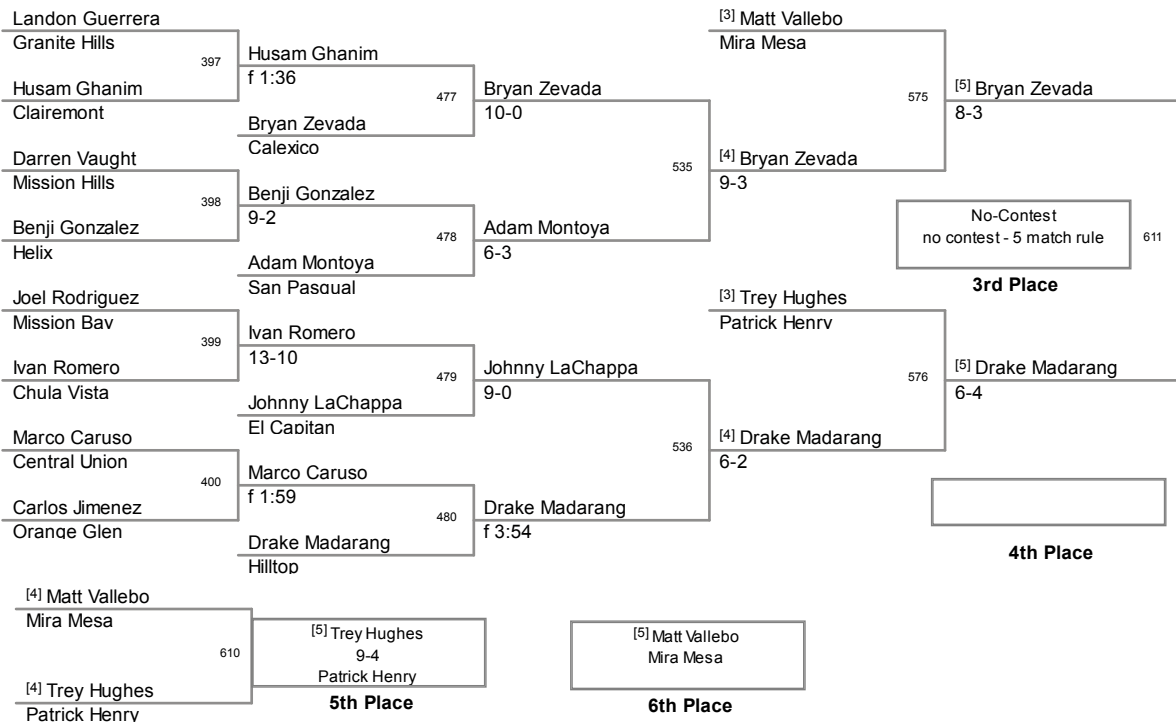 Landon Guerrera
Granite Hills
397
Husam Ghanim
Clairemont
Darren Vaught
Mission Hills
398
Benji Gonzalez
Helix
Joel Rodriguez
Mission Bay
399
Ivan Romero
Chula Vista
Marco Caruso
Central Union
400
Carlos Jimenez
Orange Glen
Husam Ghanim
f 1:36
477
Bryan Zevada
Calexico
Benji Gonzalez
9-2
478
Adam Montoya
San Pasqual
Ivan Romero
13-10
479
Johnny LaChappa
El Capitan
Marco Caruso
f 1:59
480
Drake Madarang
Hilltop
Bryan Zevada
10-0
535
Adam Montoya
6-3
Johnny LaChappa
9-0
536
Drake Madarang
f 3:54
[3] Matt Vallebo
Mira Mesa
575
[4] Bryan Zevada
9-3
[3] Trey Hughes
Patrick Henry
576
[4] Drake Madarang
6-2
[5] Bryan Zevada
8-3
No-Contest
no contest - 5 match rule
611
3rd Place
[5] Drake Madarang
6-4
4th Place
[4] Matt Vallebo
Mira Mesa
610
[4] Trey Hughes
Patrick Henry
[5] Trey Hughes
9-4
Patrick Henry
5th Place
[5] Matt Vallebo
Mira Mesa
6th Place